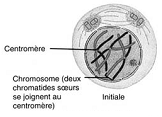 Centromère
Chromosome (deux
chromatides sœurs
se joignent au
centromère)
Initiale